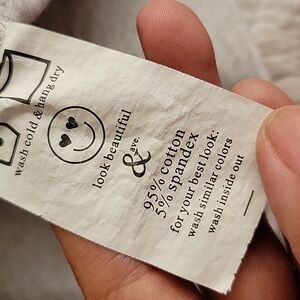 wash cold & hang dry
look beautiful
& ave
95% cotton
5% spandex
for your best look:
wash similar colors
wash inside out